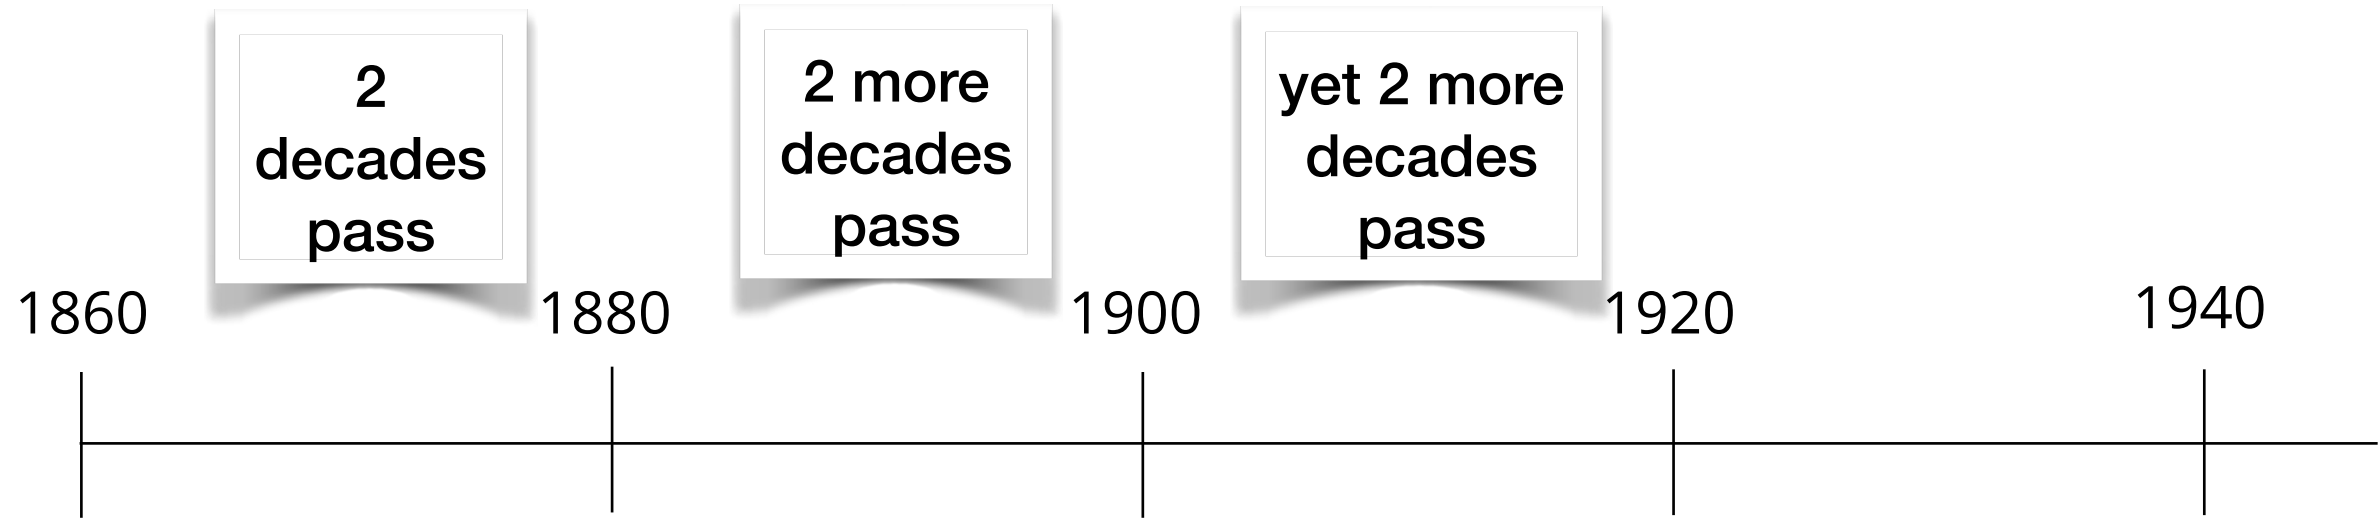 2
decades
pass
2 more
decades
pass
yet 2 more
decades
pass
1860
1880
1900
1920
1940